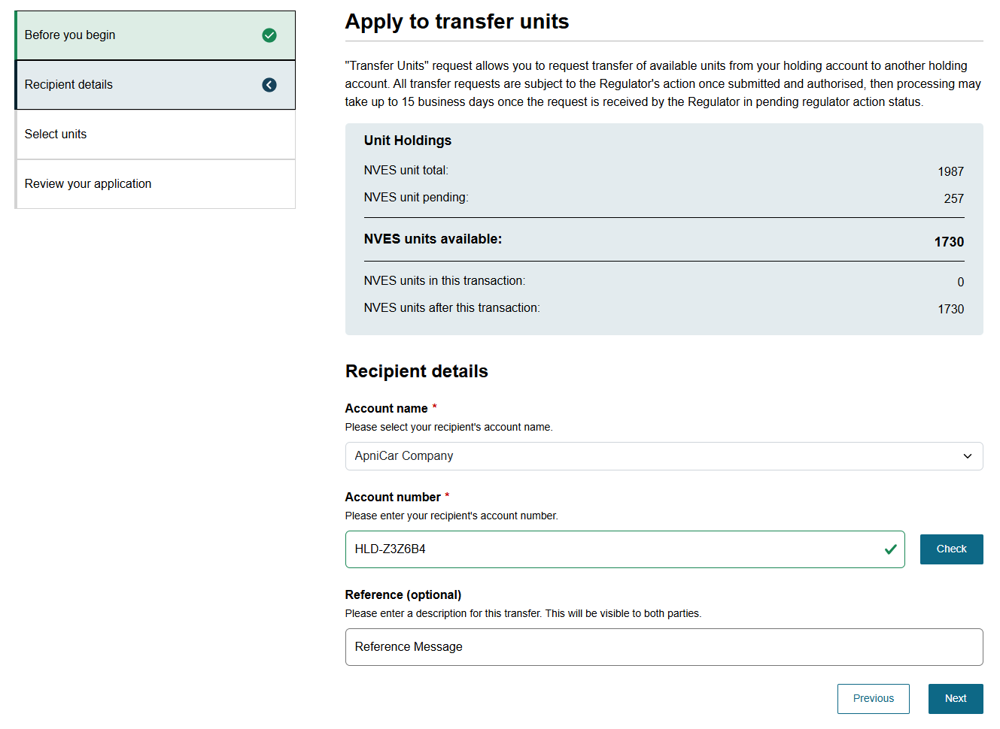 Before you begin
Recipient details
Select units
Review your application
Apply to transfer units
"Transfer Units" request allows you to request transfer of available units from your holding account to another holding
account. All transfer requests are subject to the Regulator's action once submitted and authorised, then processing may
take up to 15 business days once the request is received by the Regulator in pending regulator action status.
Unit Holdings
NVES unit total: 1987
NVES unit pending: 257
NVES units available: 1730
NVES units in this transaction: 0
NVES units after this transaction: 1730
Recipient details
Account name *
Please select your recipient's account name.
ApniCar Company
Account number *
Please enter your recipient's account number.
HLD-Z3Z6B4
Check
Reference (optional)
Please enter a description for this transfer. This will be visible to both parties.
Reference Message
Previous Next